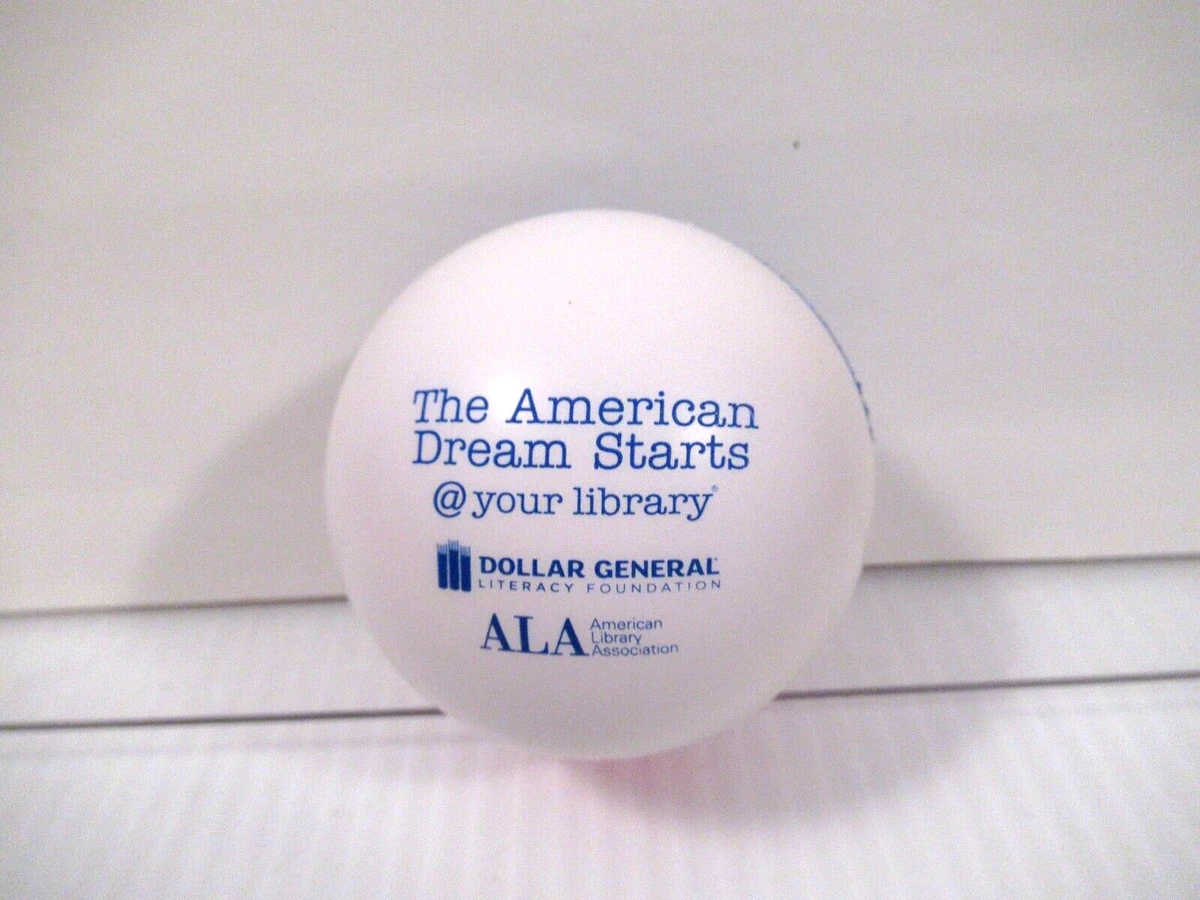 The American
Dream Starts
@ your library®
DOLLAR GENERAL
LITERACY FOUNDATION
ALA
American
Library
Association